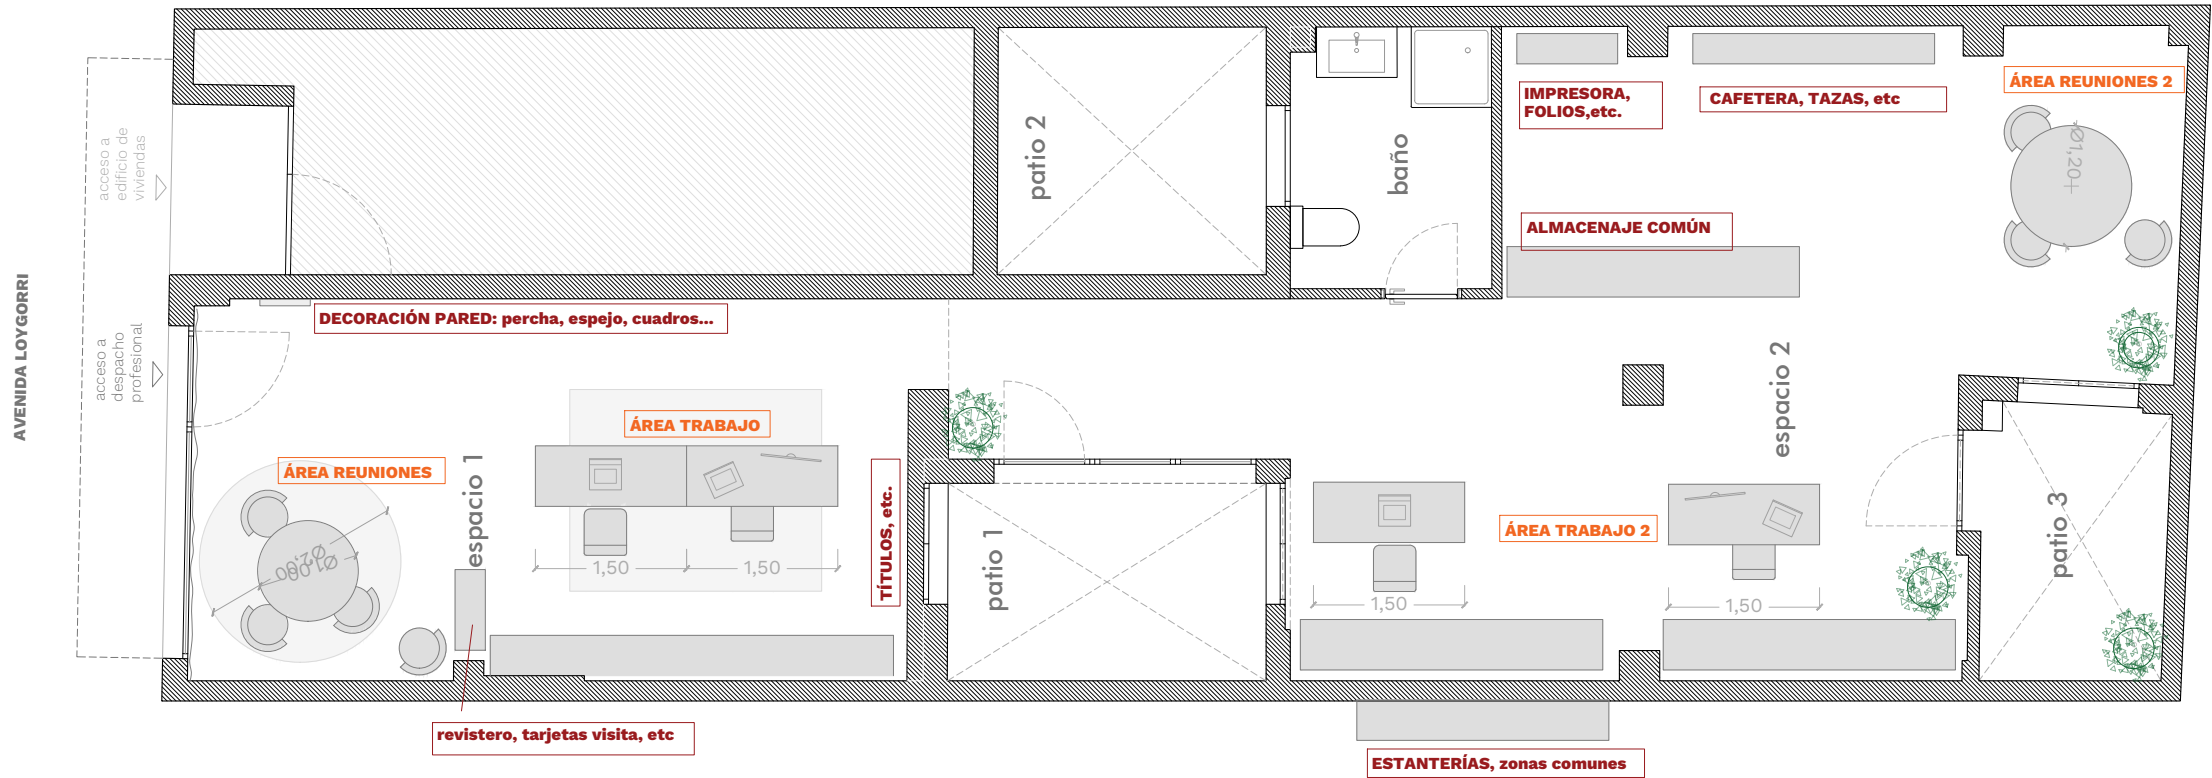 AVENIDA LOYGORRI
acceso a
edificio de
viviendas
acceso a
despacho
profesional
DECORACIÓN PARED: percha, espejo, cuadros...
ÁREA REUNIONES
Ø2,00
Ø1,00
espacio 1
ÁREA TRABAJO
1,50
1,50
TÍTULOS, etc.
revistero, tarjetas visita, etc
patio 2
patio 1
baño
IMPRESORA,
FOLIOS,etc.
CAFETERA, TAZAS, etc
ÁREA REUNIONES 2
Ø1,20
ALMACENAJE COMÚN
espacio 2
ÁREA TRABAJO 2
1,50
1,50
patio 3
ESTANTERÍAS, zonas comunes